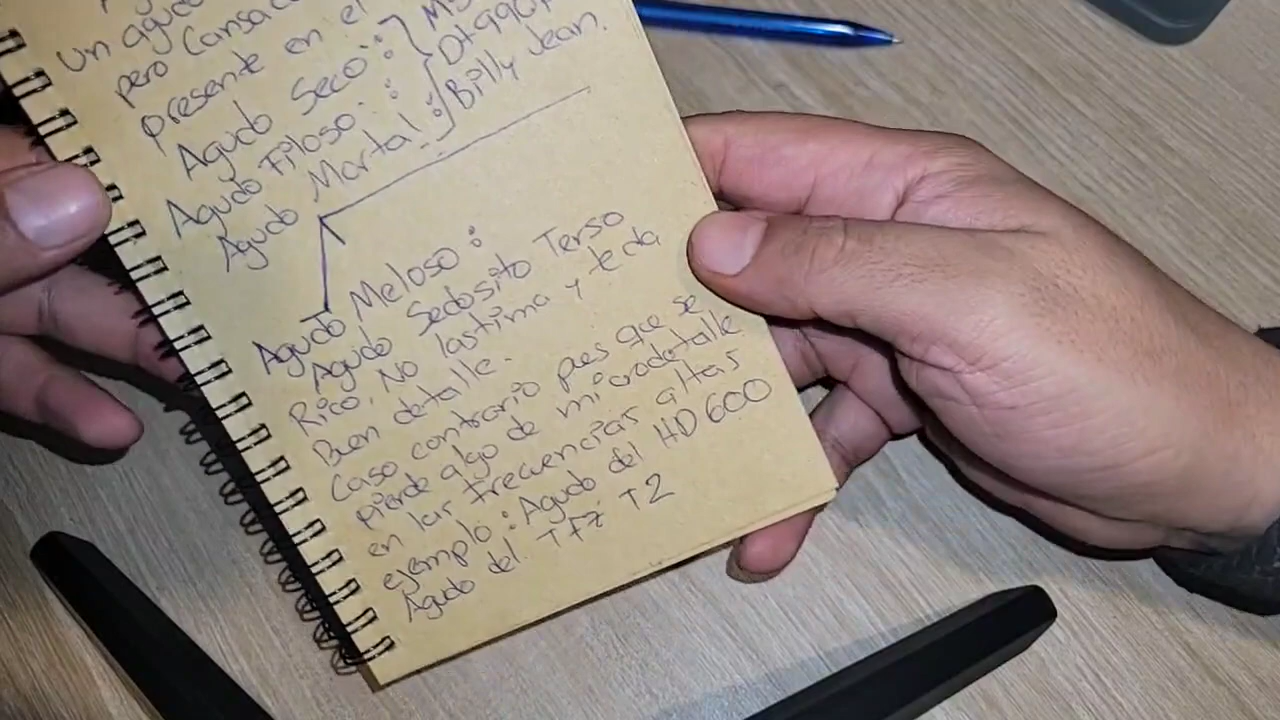 un agudo
pero Cansa
presente en el
Agudo Seco :
Agudo Filoso :
Agudo Mortal :
Dt990
Billy Jean.
Agudo Meloso :
Agudo Sedosito Terso
Rico, No lastima y te da
Buen detalle.
Caso contrario pues que se
pierde algo de microdetalle
en las frecuencias altas
ejemplo : Agudo del HD 600
Agudo del Tfz T2